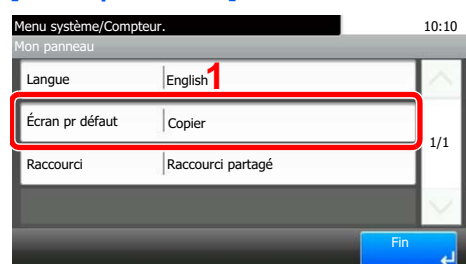 Menu système/Compteur. 10:10
Mon panneau
Langue English 1
Écran pr défaut Copier
1/1
Raccourci Raccourci partagé
Fin